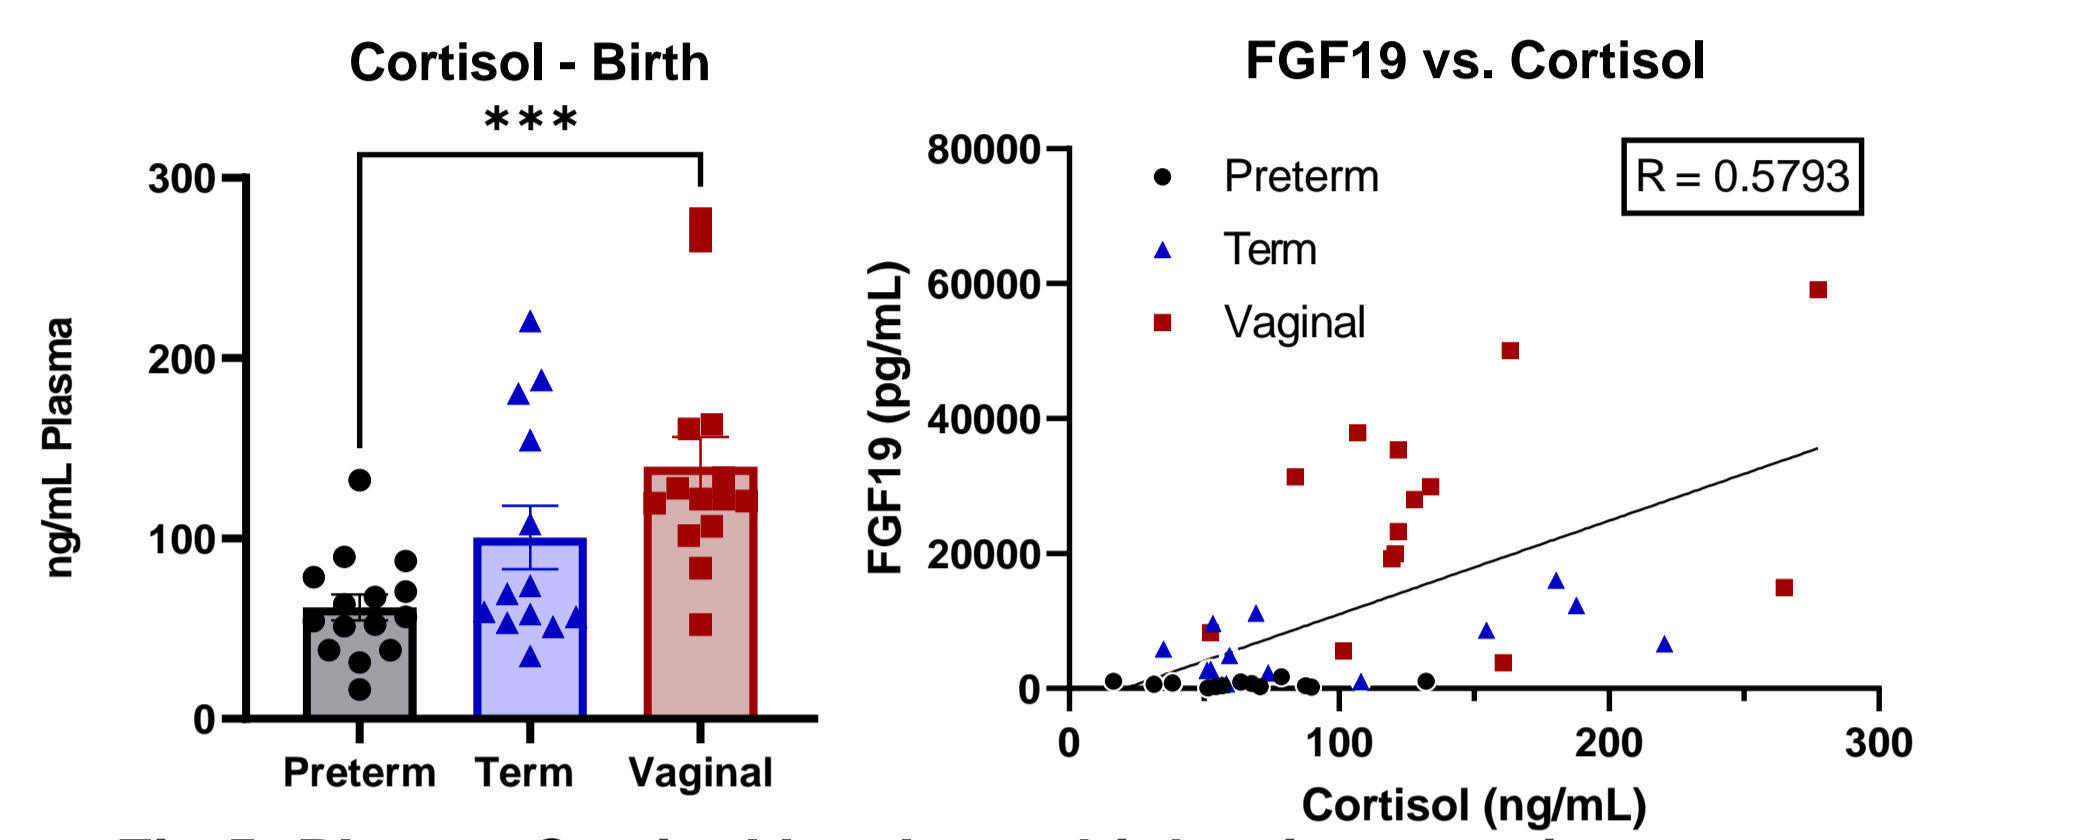 Cortisol - Birth
***
300
200
100
0
ng/mL Plasma
Preterm Term Vaginal
FGF19 vs. Cortisol
R = 0.5793
Preterm
Term
Vaginal
80000
60000
40000
20000
0
FGF19 (pg/mL)
0 100 200 300
Cortisol (ng/mL)